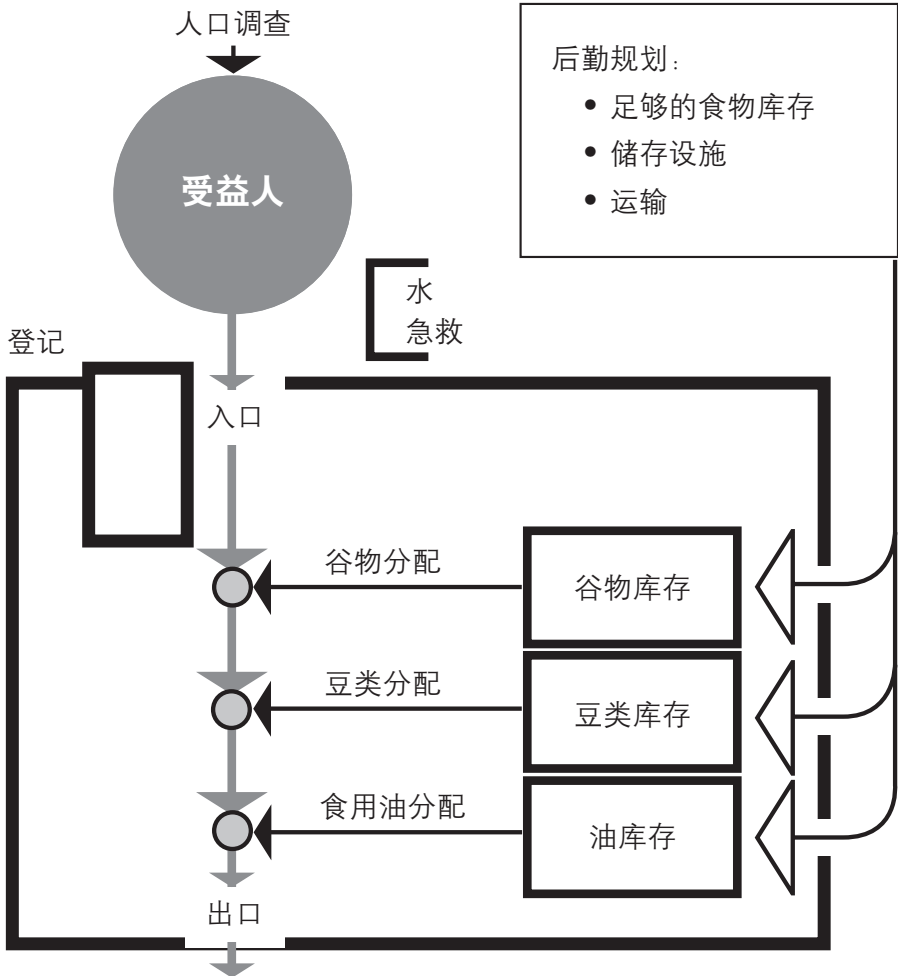 人口调查
受益人
后勤规划：
• 足够的食物库存
• 储存设施
• 运输
水
急救
登记
入口
谷物分配
谷物库存
豆类分配
豆类库存
食用油分配
油库存
出口